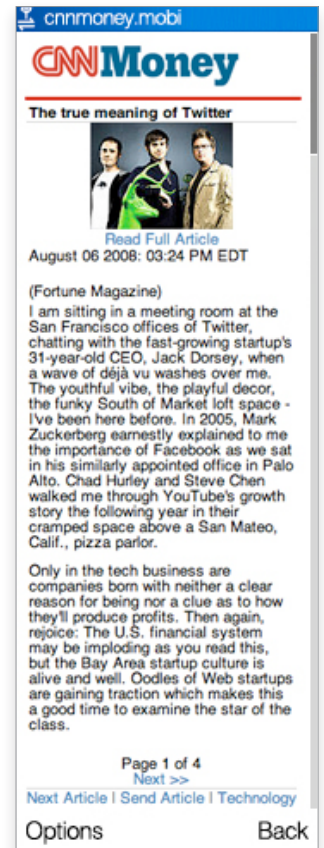 cnnmoney.mobi
CNNMoney
The true meaning of Twitter
Read Full Article
August 06 2008: 03:24 PM EDT
(Fortune Magazine)
I am sitting in a meeting room at the
San Francisco offices of Twitter,
chatting with the fast-growing startup's
31-year-old CEO, Jack Dorsey, when
a wave of déjà vu washes over me.
The youthful vibe, the playful decor,
the funky South of Market loft space -
I've been here before. In 2005, Mark
Zuckerberg earnestly explained to me
the importance of Facebook as we sat
in his similarly appointed office in Palo
Alto. Chad Hurley and Steve Chen
walked me through YouTube's growth
story the following year in their
cramped space above a San Mateo,
Calif., pizza parlor.
Only in the tech business are
companies born with neither a clear
reason for being nor a clue as to how
they'll produce profits. Then again,
rejoice: The U.S. financial system
may be imploding as you read this,
but the Bay Area startup culture is
alive and well. Oodles of Web startups
are gaining traction which makes this
a good time to examine the star of the
class.
Page 1 of 4
Next >>
Next Article | Send Article | Technology
Options Back